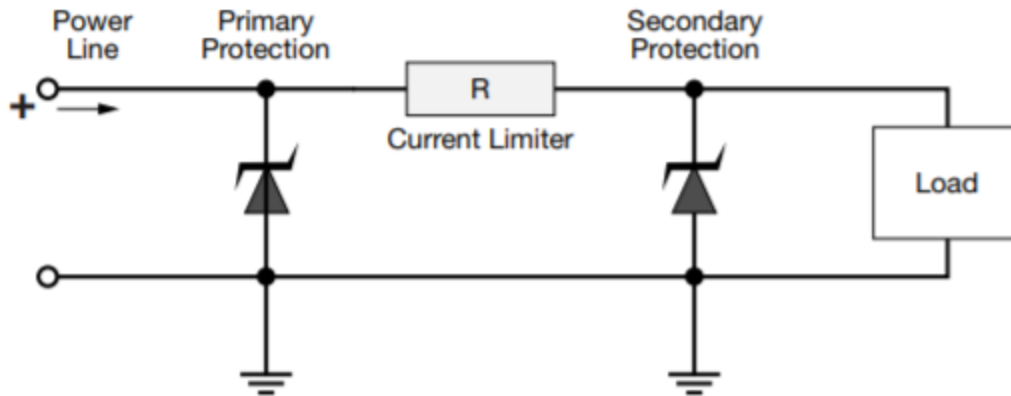 Power
Line
Primary
Protection
Secondary
Protection
+
R
Current Limiter
Load